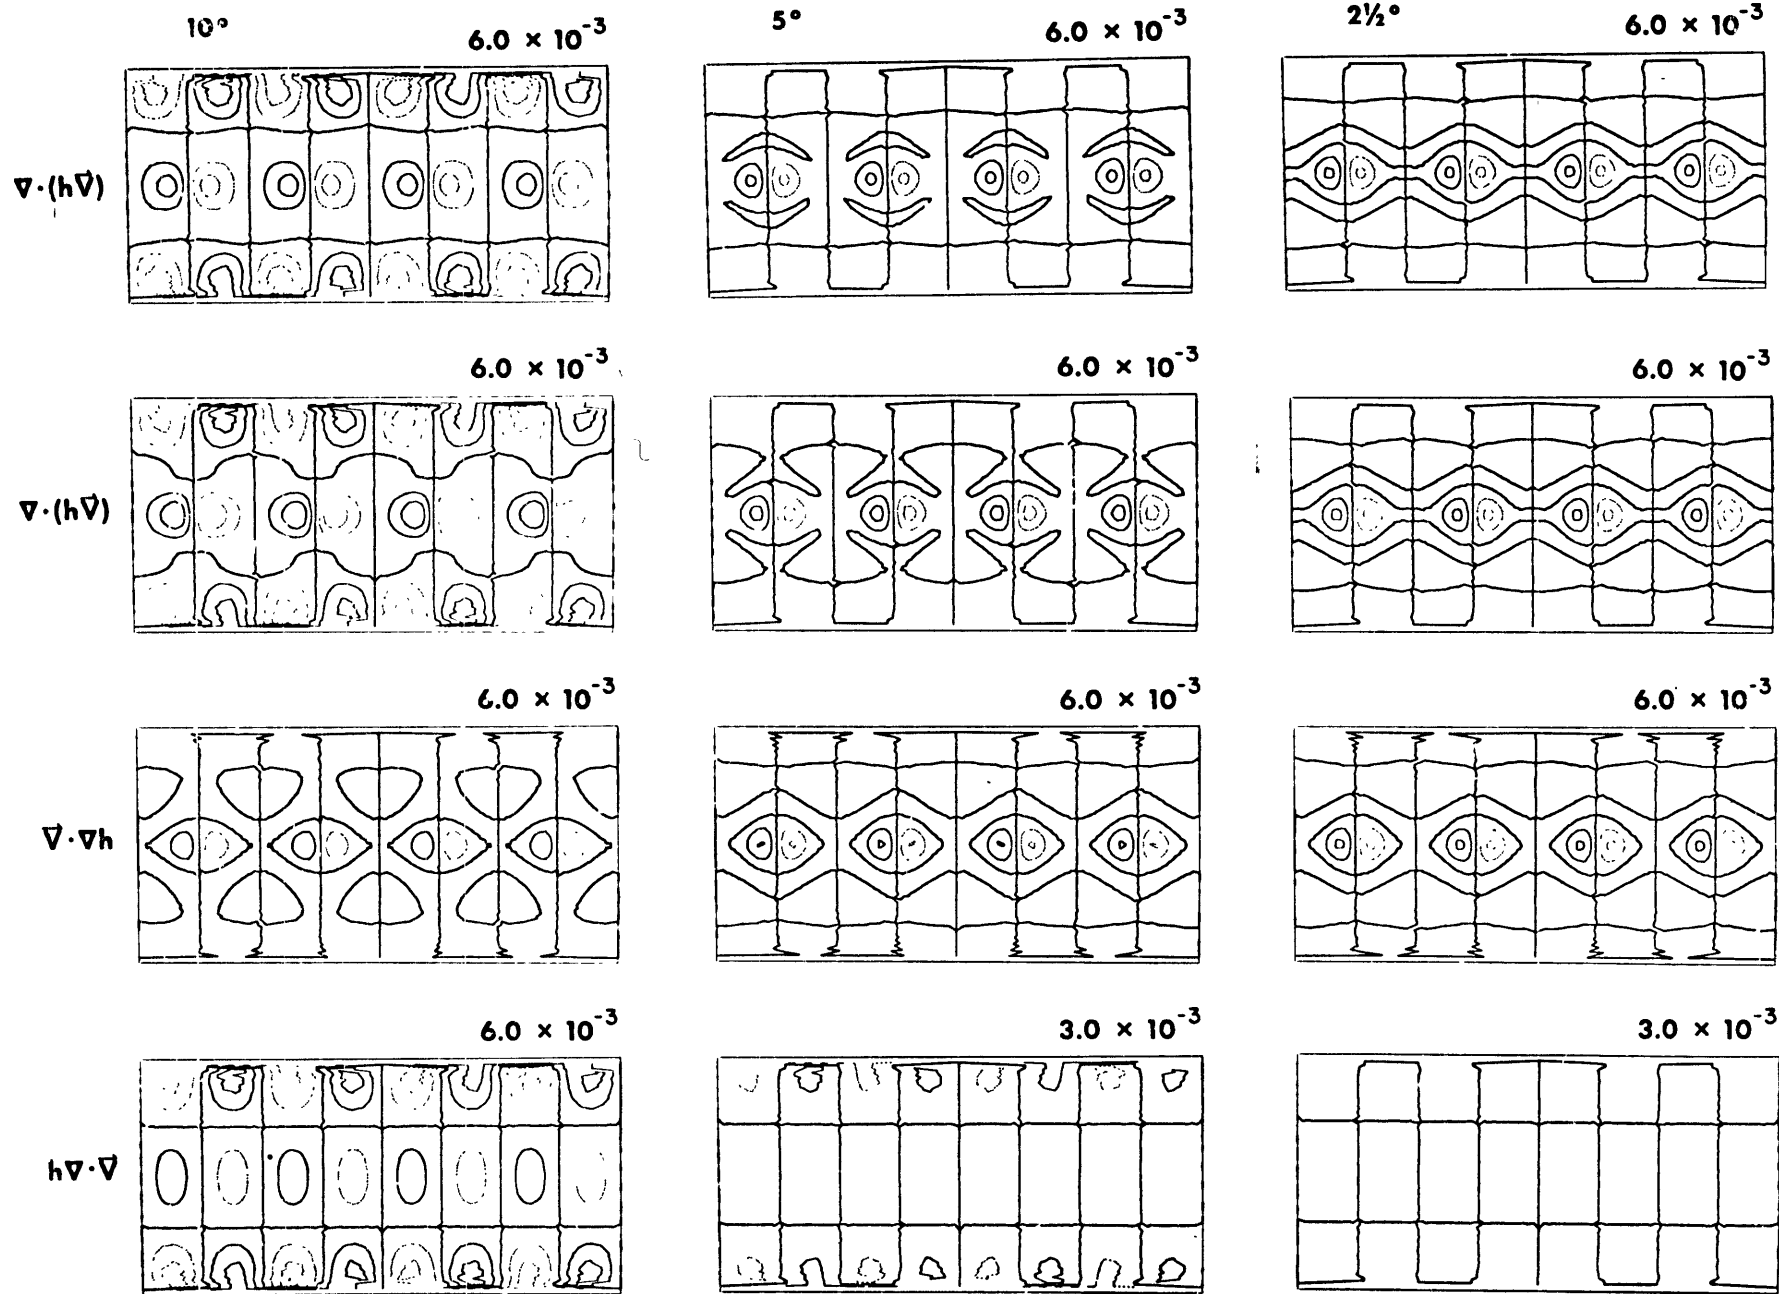 10° 6.0 × 10⁻³ 5° 6.0 × 10⁻³ 2½° 6.0 × 10⁻³
∇·(hV⃗)
6.0 × 10⁻³ 6.0 × 10⁻³ 6.0 × 10⁻³
∇·(hV⃗)
6.0 × 10⁻³ 6.0 × 10⁻³ 6.0 × 10⁻³
V⃗·∇h
6.0 × 10⁻³ 3.0 × 10⁻³ 3.0 × 10⁻³
h∇·V⃗